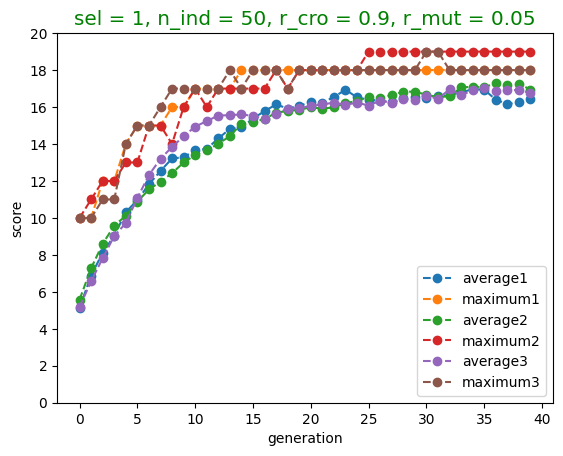 sel = 1, n_ind = 50, r_cro = 0.9, r_mut = 0.05
20
18
16
14
12
10
8
6
4
2
0
score
average1
maximum1
average2
maximum2
average3
maximum3
0 5 10 15 20 25 30 35 40
generation